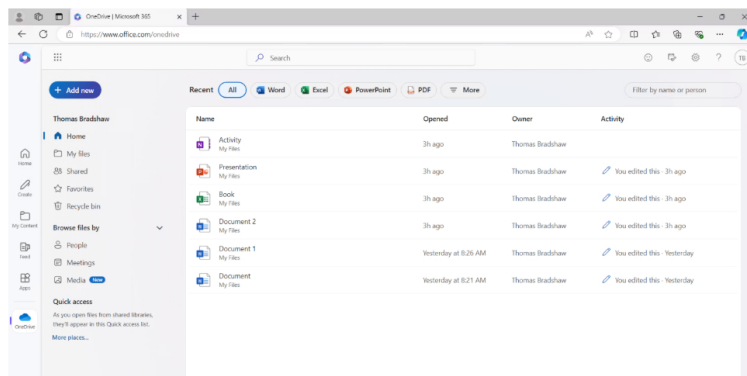 OneDrive | Microsoft 365
https://www.office.com/onedrive
Search
+ Add new
Recent All Word Excel PowerPoint PDF More
Filter by name or person
Thomas Bradshaw
Home
My files
Shared
Favorites
Recycle bin
Browse files by
People
Meetings
Media New
Quick access
As you open files from shared libraries,
they'll appear in this Quick access list.
More places...
Home
Create
My Content
Feed
Apps
OneDrive
Name Opened Owner Activity
Activity
My Files
3h ago Thomas Bradshaw
Presentation
My Files
3h ago Thomas Bradshaw You edited this · 3h ago
Book
My Files
3h ago Thomas Bradshaw You edited this · 3h ago
Document 2
My Files
3h ago Thomas Bradshaw You edited this · 3h ago
Document 1
My Files
Yesterday at 8:26 AM Thomas Bradshaw You edited this · Yesterday
Document
My Files
Yesterday at 8:21 AM Thomas Bradshaw You edited this · Yesterday